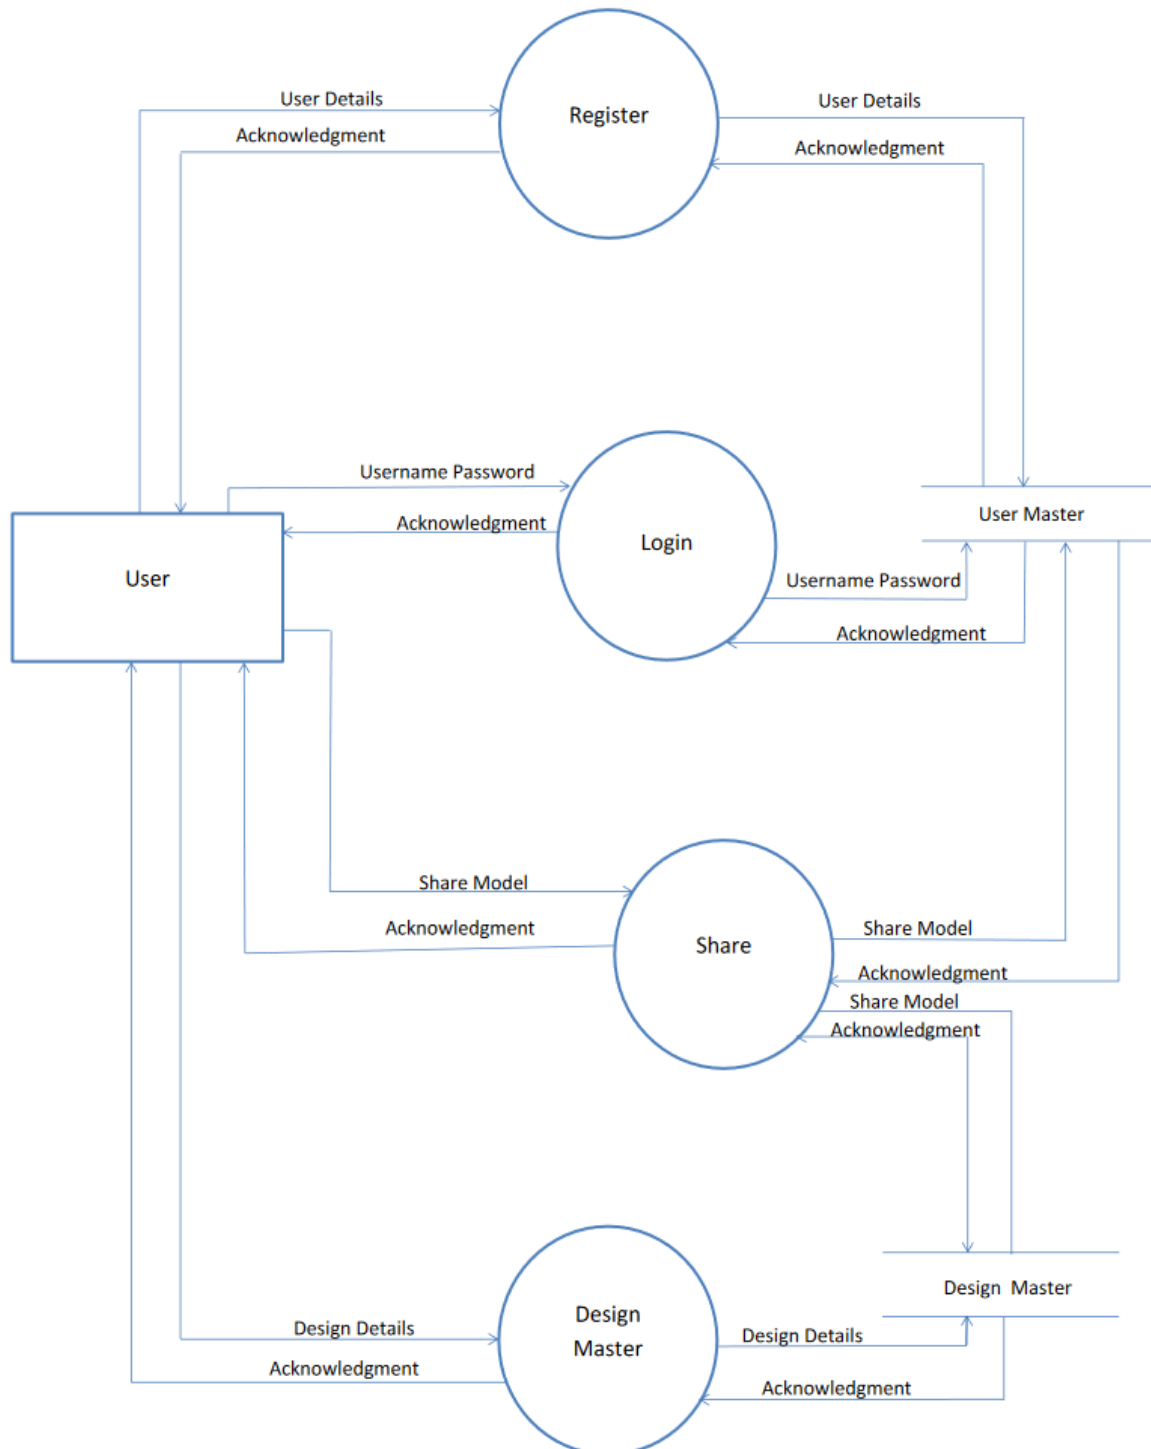 User Details
User Details
Register
Acknowledgment
Acknowledgment
Username Password
User Master
Acknowledgment
Login
User
Username Password
Acknowledgment
Share Model
Acknowledgment
Share Model
Share
Acknowledgment
Share Model
Acknowledgment
Design  Master
Design
Master
Design Details
Design Details
Acknowledgment
Acknowledgment